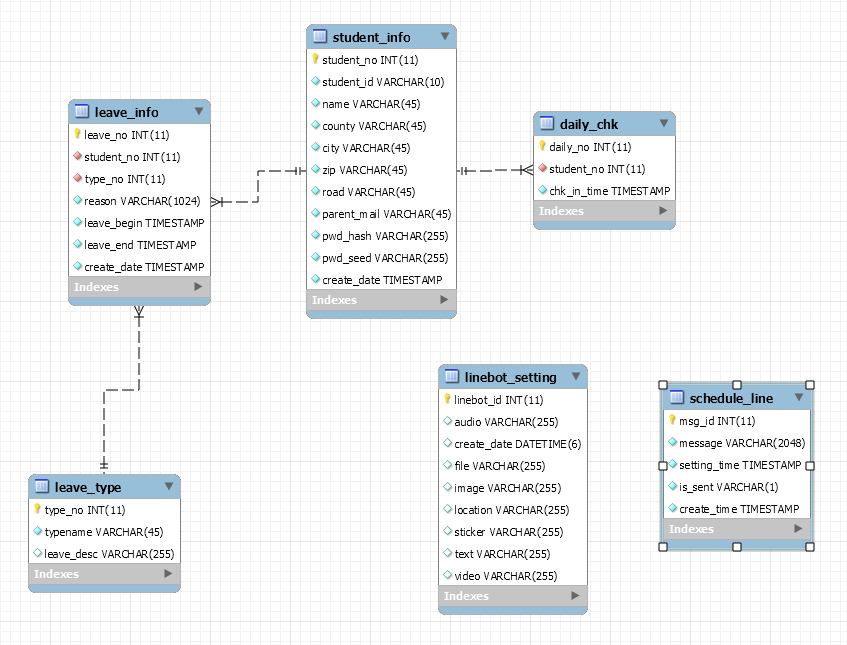 student_info
student_no INT(11)
student_id VARCHAR(10)
name VARCHAR(45)
county VARCHAR(45)
city VARCHAR(45)
zip VARCHAR(45)
road VARCHAR(45)
parent_mail VARCHAR(45)
pwd_hash VARCHAR(255)
pwd_seed VARCHAR(255)
create_date TIMESTAMP
Indexes
leave_info
leave_no INT(11)
student_no INT(11)
type_no INT(11)
reason VARCHAR(1024)
leave_begin TIMESTAMP
leave_end TIMESTAMP
create_date TIMESTAMP
Indexes
daily_chk
daily_no INT(11)
student_no INT(11)
chk_in_time TIMESTAMP
Indexes
linebot_setting
linebot_id INT(11)
audio VARCHAR(255)
create_date DATETIME(6)
file VARCHAR(255)
image VARCHAR(255)
location VARCHAR(255)
sticker VARCHAR(255)
text VARCHAR(255)
video VARCHAR(255)
Indexes
schedule_line
msg_id INT(11)
message VARCHAR(2048)
setting_time TIMESTAMP
is_sent VARCHAR(1)
create_time TIMESTAMP
Indexes
leave_type
type_no INT(11)
typename VARCHAR(45)
leave_desc VARCHAR(255)
Indexes